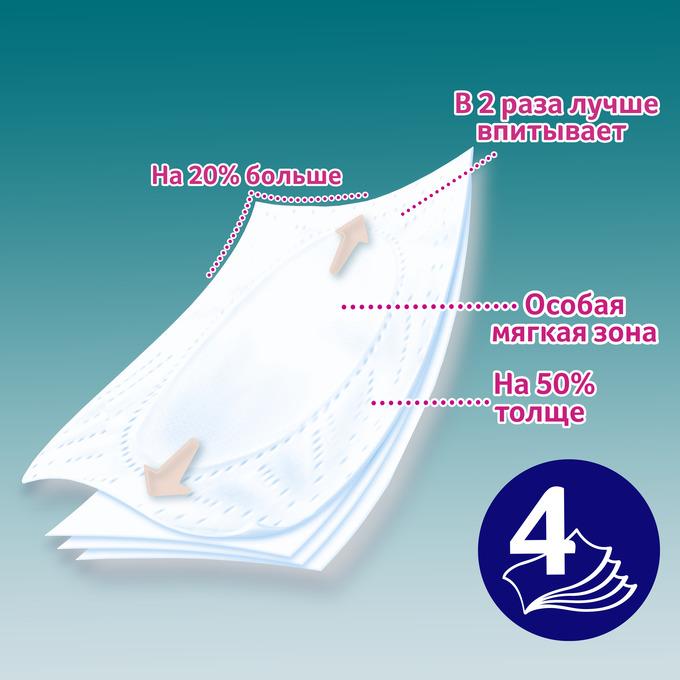 В 2 раза лучше
впитывает
На 20% больше
Особая
мягкая зона
На 50%
толще
4